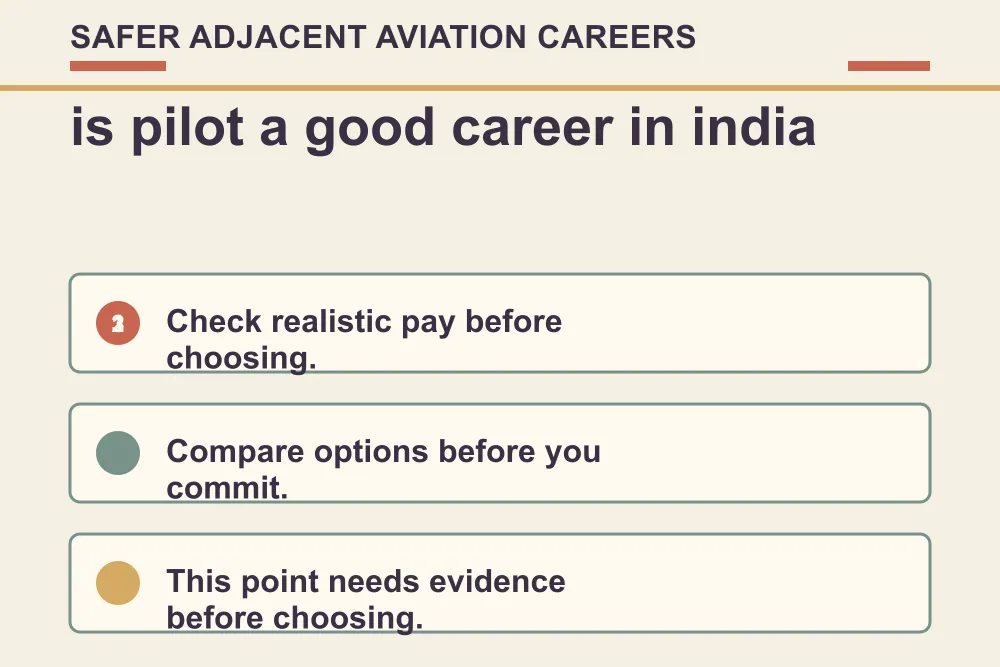 SAFER ADJACENT AVIATION CAREERS
is pilot a good career in india
Check realistic pay before
choosing.
Compare options before you
commit.
This point needs evidence
before choosing.